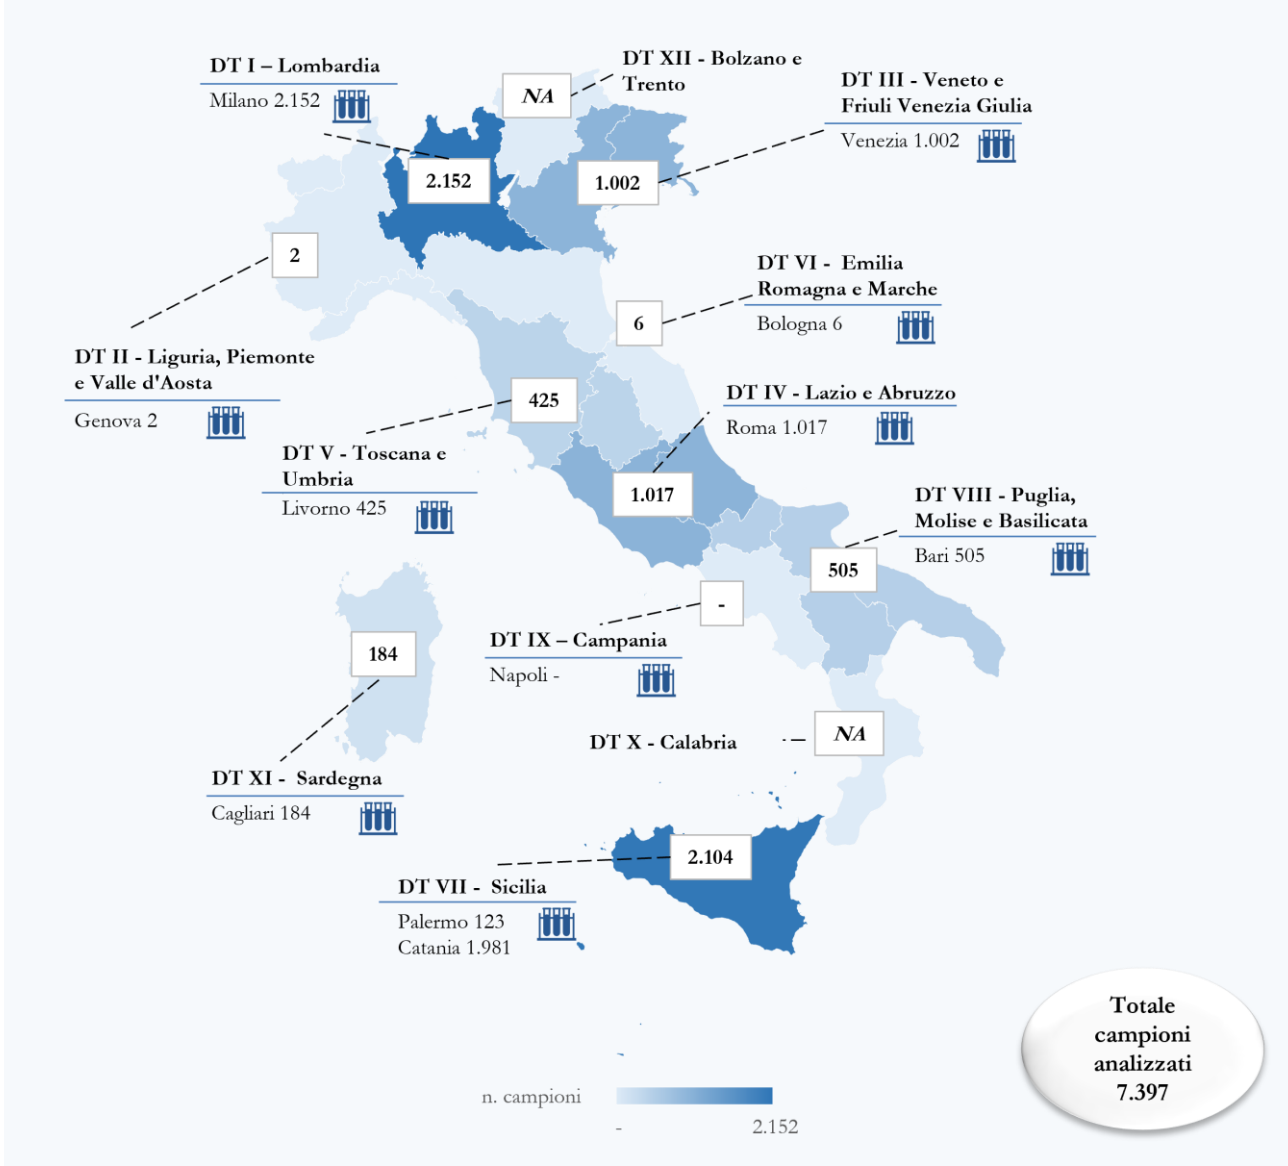 DT I – Lombardia
Milano 2.152
2.152
DT XII - Bolzano e
Trento
NA
DT III - Veneto e
Friuli Venezia Giulia
Venezia 1.002
1.002
2
DT II - Liguria, Piemonte
e Valle d'Aosta
Genova 2
DT VI - Emilia
Romagna e Marche
Bologna 6
6
425
DT V - Toscana e
Umbria
Livorno 425
DT IV - Lazio e Abruzzo
Roma 1.017
1.017
DT VIII - Puglia,
Molise e Basilicata
Bari 505
505
-
DT IX – Campania
Napoli -
184
DT XI - Sardegna
Cagliari 184
DT X - Calabria
NA
2.104
DT VII - Sicilia
Palermo 123
Catania 1.981
Totale
campioni
analizzati
7.397
n. campioni
-
2.152